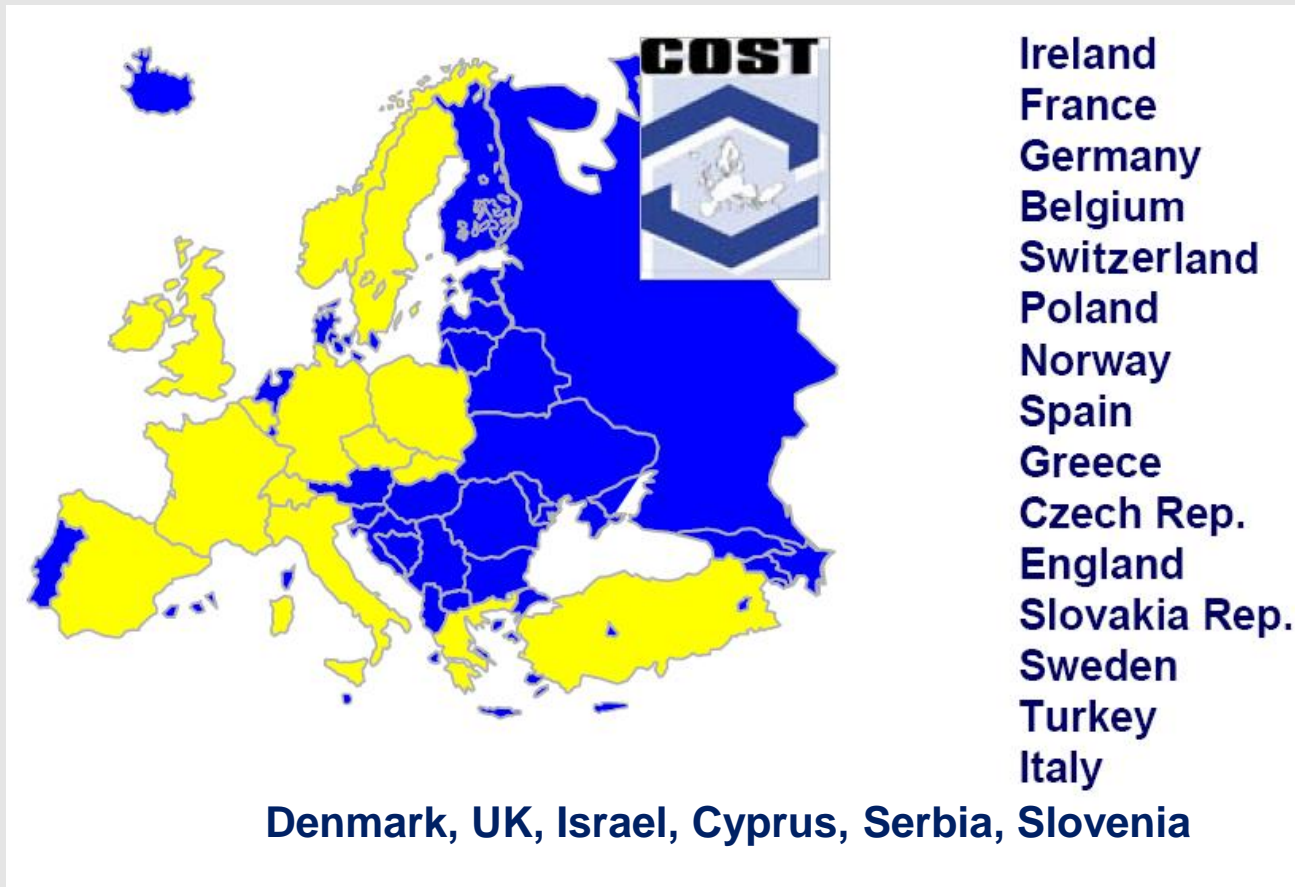 COST
Ireland
France
Germany
Belgium
Switzerland
Poland
Norway
Spain
Greece
Czech Rep.
England
Slovakia Rep.
Sweden
Turkey
Italy
Denmark, UK, Israel, Cyprus, Serbia, Slovenia